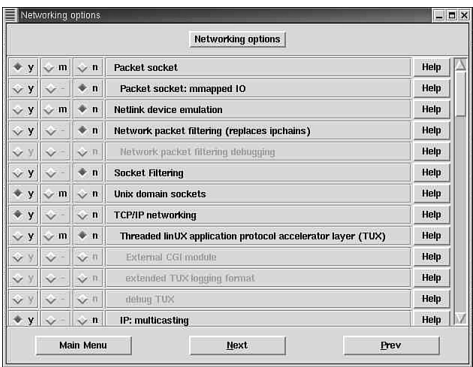 Networking options
Networking options
y m n Packet socket Help
y - n Packet socket: mmapped IO Help
y m n Netlink device emulation Help
y - n Network packet filtering (replaces ipchains) Help
y - n Network packet filtering debugging Help
y - n Socket Filtering Help
y m n Unix domain sockets Help
y - n TCP/IP networking Help
y m n Threaded linUX application protocol accelerator layer (TUX) Help
y - n External CGI module Help
y - n extended TUX logging format Help
y - n debug TUX Help
y - n IP: multicasting Help
Main Menu Next Prev